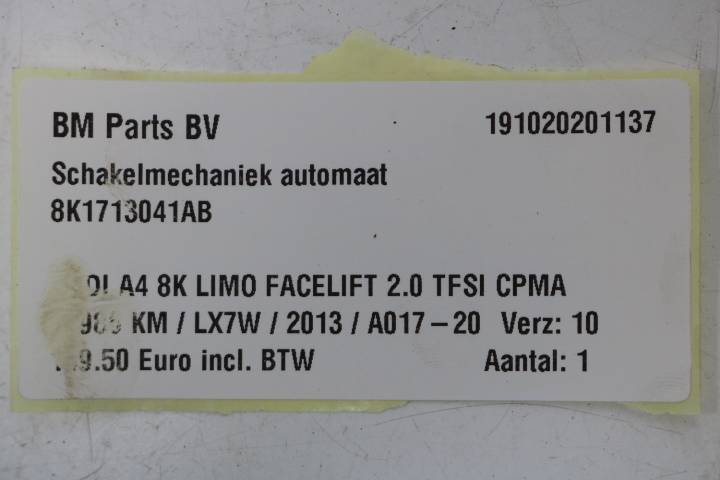 BM Parts BV 191020201137
Schakelmechaniek automaat
8K1713041AB
A4 8K LIMO FACELIFT 2.0 TFSI CPMA
KM / LX7W / 2013 / A017-20 Verz: 10
Euro incl. BTW Aantal: 1